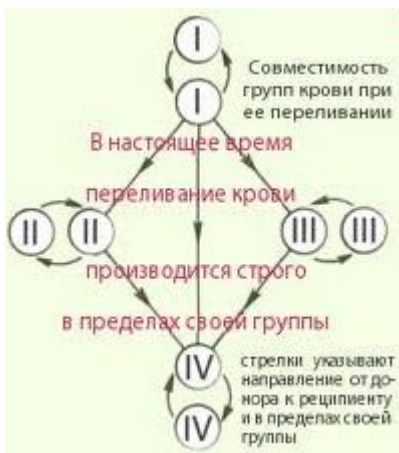 I
Совместимость
групп крови при
ее переливании
I
В настоящее время
переливание крови
II II III III
производится строго
в пределах своей группы
IV
стрелки указывают
направление от до-
нора к реципиенту
и в пределах своей
группы
IV